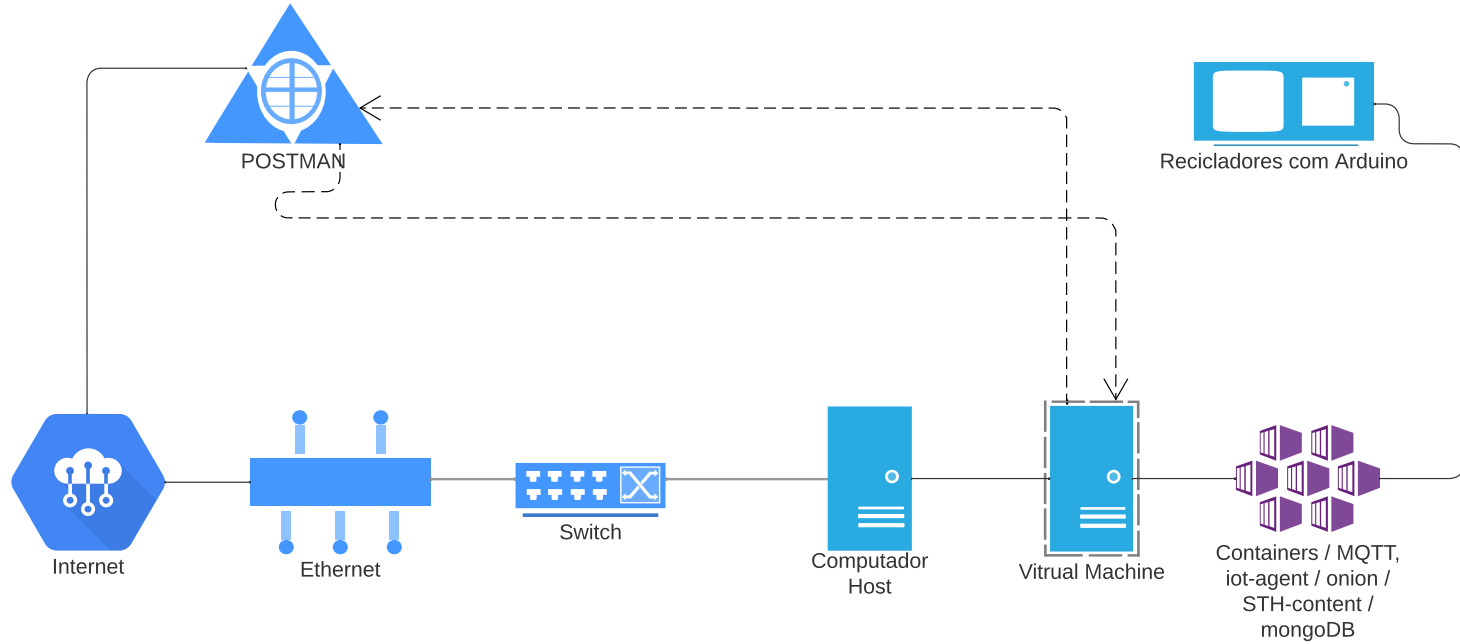 POSTMAN
Recicladores com Arduino
Internet
Ethernet
Switch
Computador
Host
Vitrual Machine
Containers / MQTT,
iot-agent / onion /
STH-content /
mongoDB